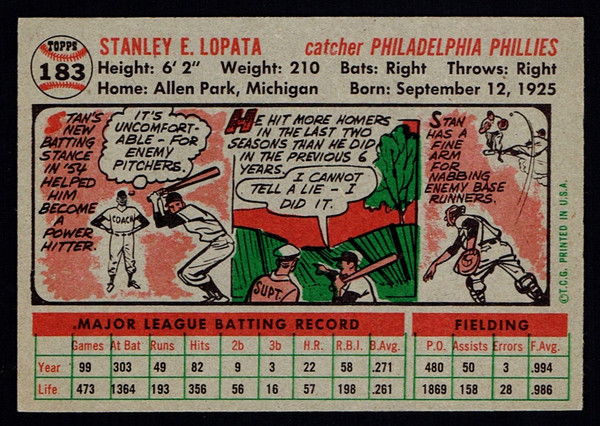 TOPPS
183
STANLEY E. LOPATA catcher PHILADELPHIA PHILLIES
Height: 6' 2" Weight: 210 Bats: Right Throws: Right
Home: Allen Park, Michigan Born: September 12, 1925
STAN'S
NEW
BATTING
STANCE
IN '54
HELPED
HIM
BECOME
A
POWER
HITTER.
IT'S
UNCOMFORT-
ABLE - FOR
ENEMY
PITCHERS.
COACH
HE HIT MORE HOMERS
IN THE LAST TWO
SEASONS THAN HE DID
IN THE PREVIOUS 6
YEARS.
I CANNOT
TELL A LIE - I
DID IT.
SUPT.
STAN
HAS A
FINE
ARM
FOR
NABBING
ENEMY BASE
RUNNERS.
©T.C.G. PRINTED IN U.S.A.
MAJOR LEAGUE BATTING RECORD FIELDING
Games At Bat Runs Hits 2b 3b H.R. R.B.I. B.Avg. P.O. Assists Errors F.Avg.
Year 99 303 49 82 9 3 22 58 .271 480 50 3 .994
Life 473 1364 193 356 56 16 57 198 .261 1869 158 28 .986